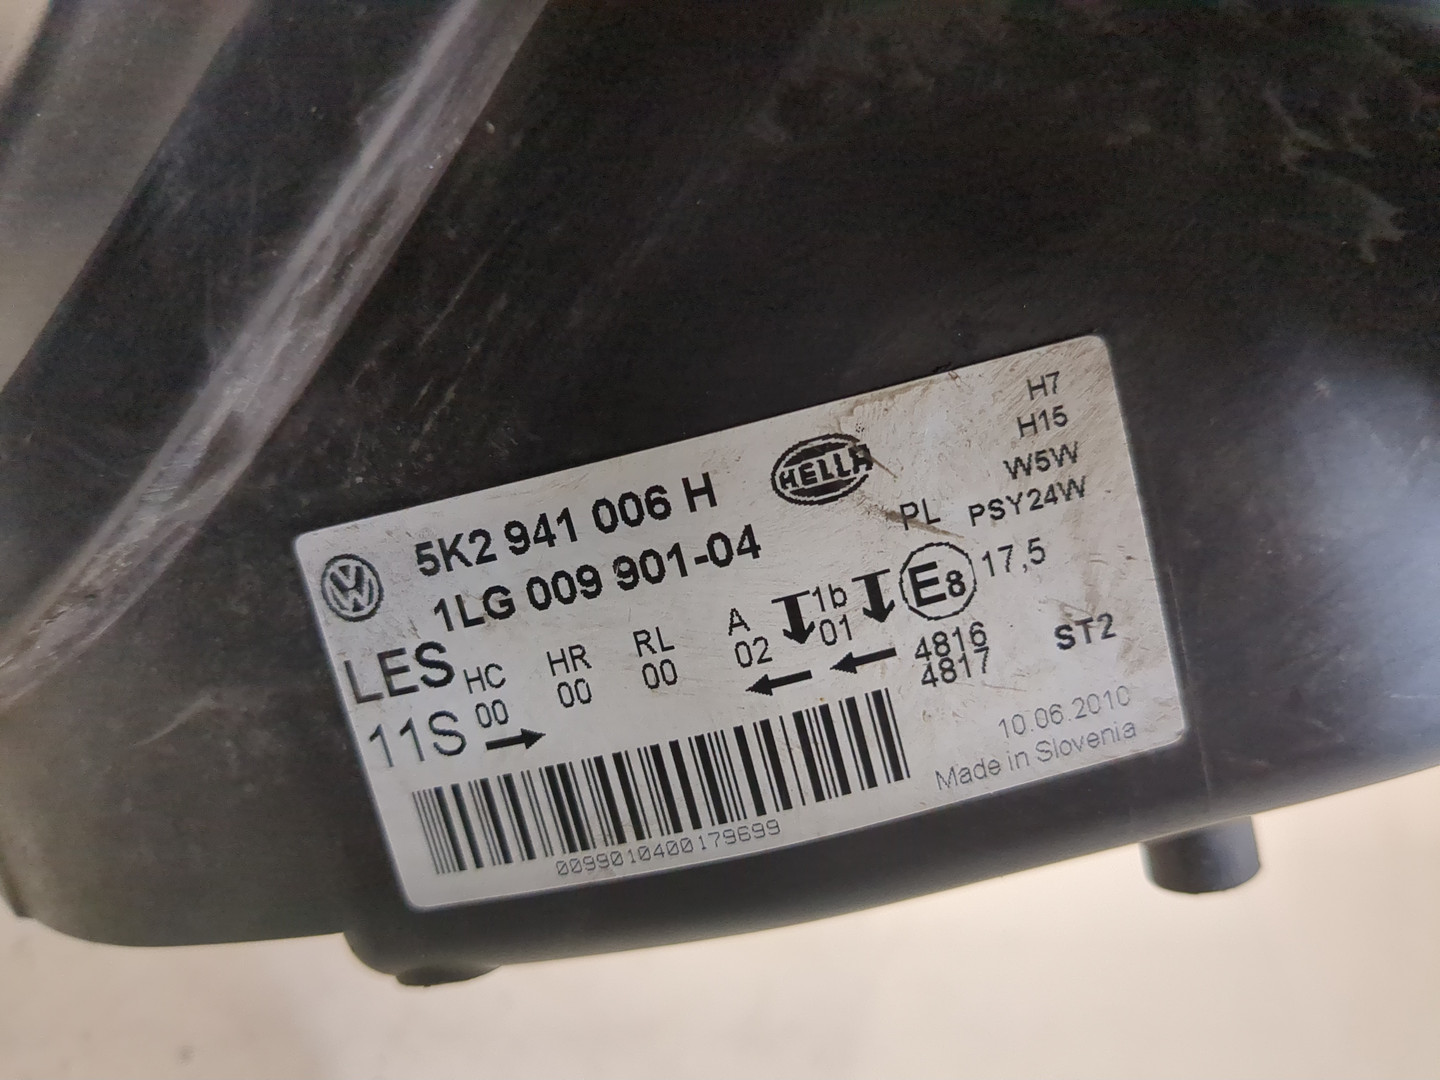 5K2 941 006 H
HELLA
1LG 009 901-04
H7
H15
W5W
PL PSY24W
LES HC HR RL A 1b E8 17,5
00 00 00 02 01
11S
4816
4817
ST2
10.06.2010
Made in Slovenia
0099010400179699